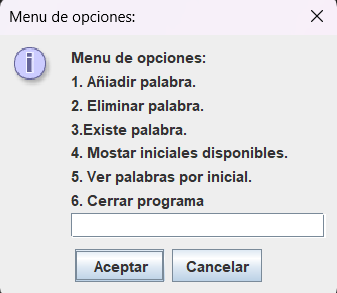 Menu de opciones:
Menu de opciones:
1. Añiadir palabra.
2. Eliminar palabra.
3.Existe palabra.
4. Mostar iniciales disponibles.
5. Ver palabras por inicial.
6. Cerrar programa
Aceptar Cancelar